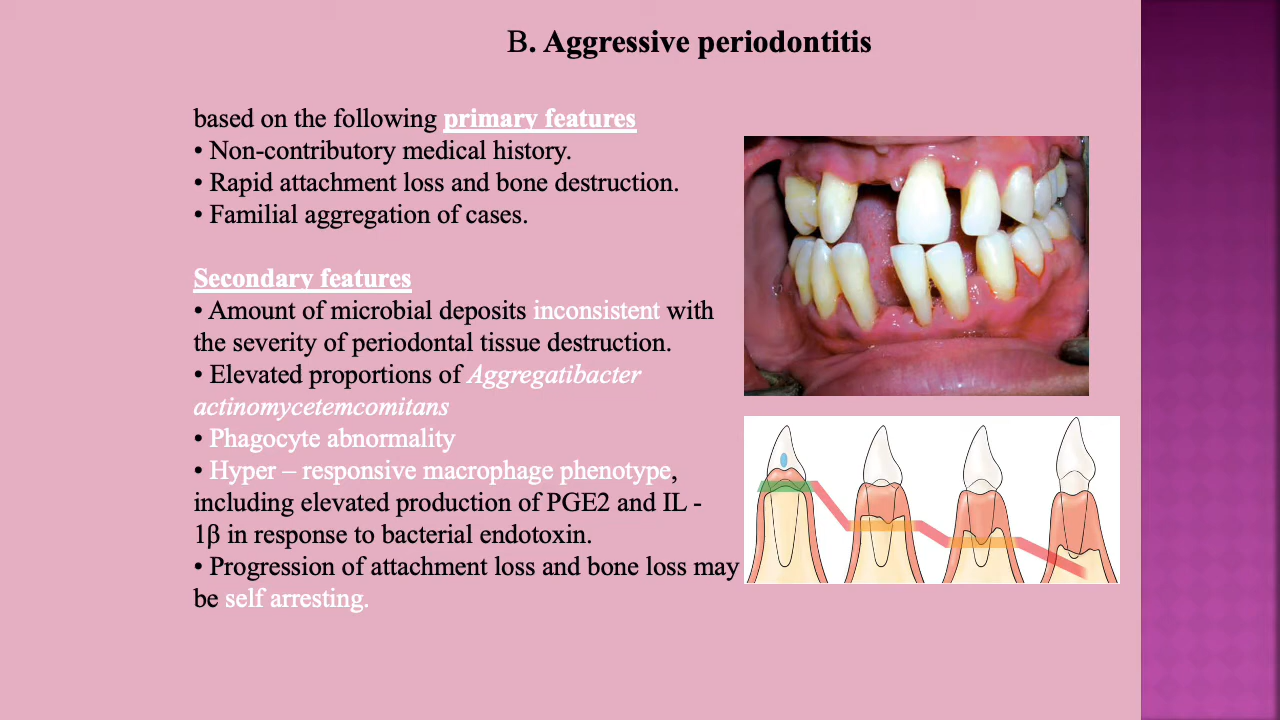 B. Aggressive periodontitis
based on the following primary features
• Non-contributory medical history.
• Rapid attachment loss and bone destruction.
• Familial aggregation of cases.
Secondary features
• Amount of microbial deposits inconsistent with
the severity of periodontal tissue destruction.
• Elevated proportions of Aggregatibacter
actinomycetemcomitans
• Phagocyte abnormality
• Hyper – responsive macrophage phenotype,
including elevated production of PGE2 and IL -
1β in response to bacterial endotoxin.
• Progression of attachment loss and bone loss may
be self arresting.